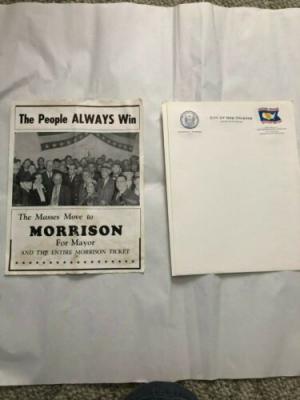 The People ALWAYS Win
The Masses Move to
MORRISON
For Mayor
AND THE ENTIRE MORRISON TICKET
CITY OF NEW ORLEANS